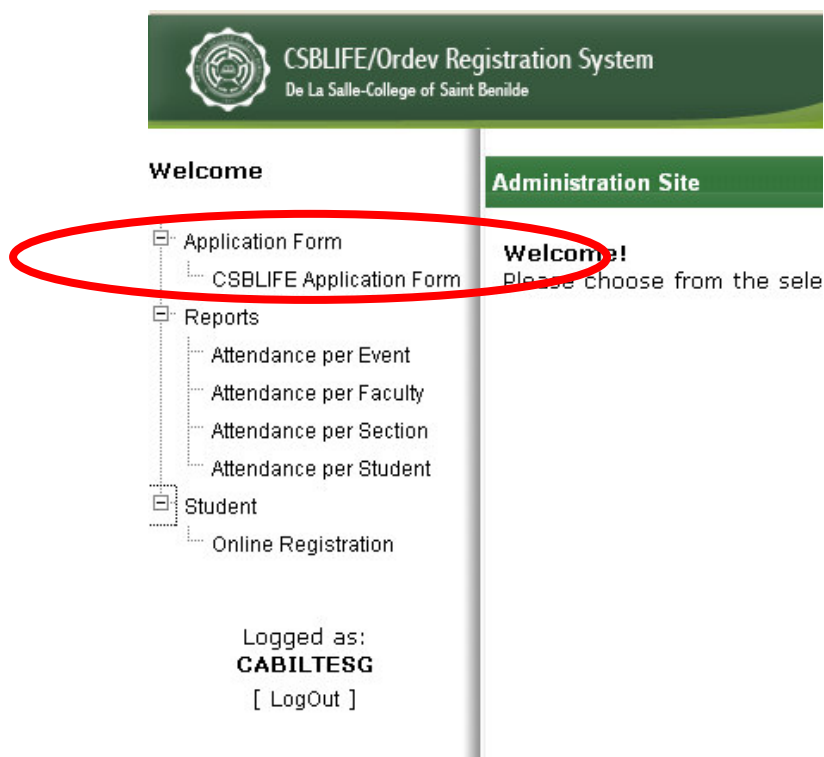 CSBLIFE/Ordev Registration System
De La Salle-College of Saint Benilde
Welcome
Application Form
CSBLIFE Application Form
Reports
Attendance per Event
Attendance per Faculty
Attendance per Section
Attendance per Student
Student
Online Registration
Logged as:
CABILTESG
[ LogOut ]
Administration Site
Welcome!
Please choose from the sele